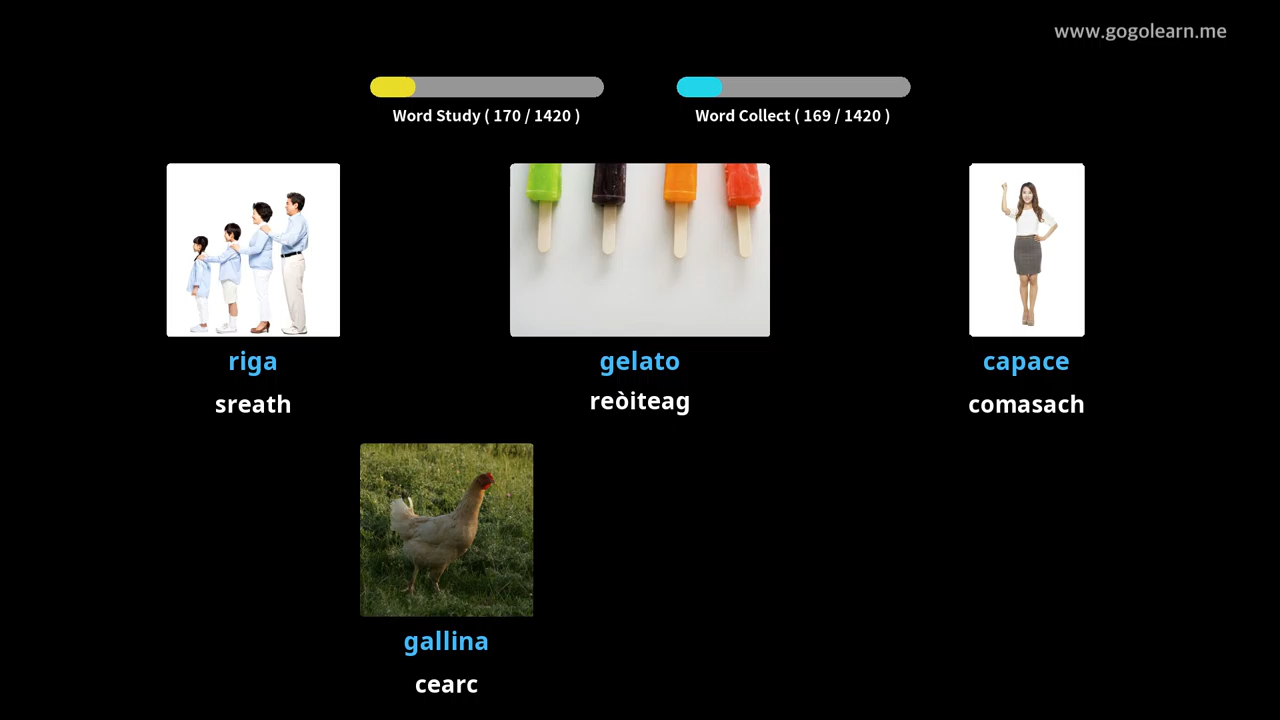 www.gogolearn.me
Word Study ( 170 / 1420 )
Word Collect ( 169 / 1420 )
riga
sreath
gelato
reòiteag
capace
comasach
gallina
cearc